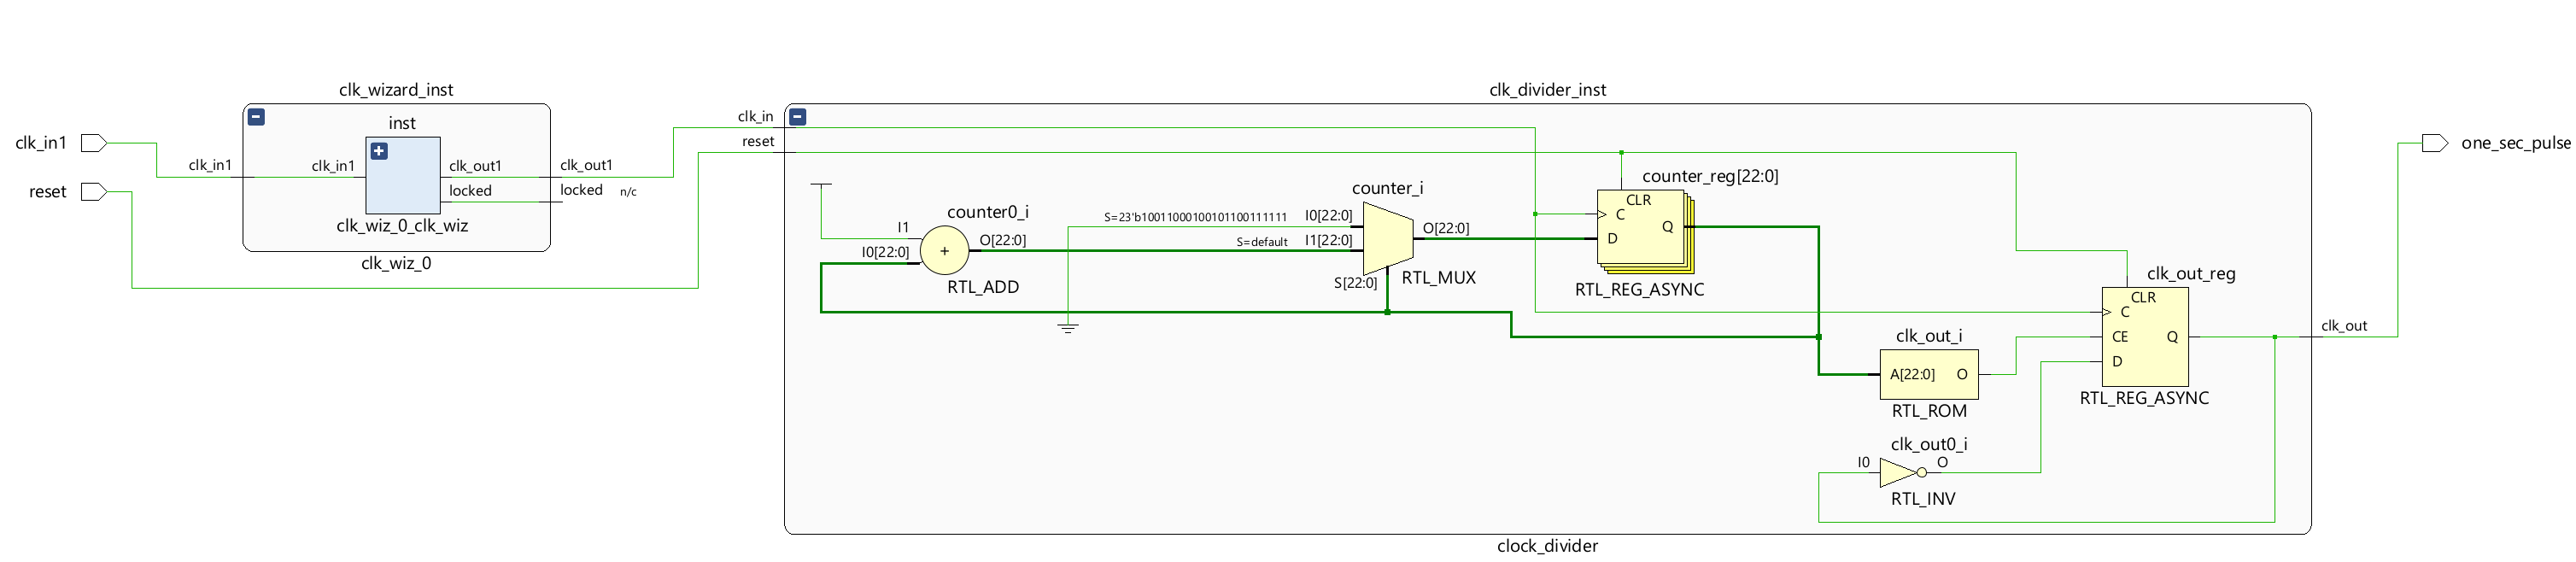 clk_wizard_inst
inst
clk_in1
clk_in1
clk_in1
clk_out1
clk_out1
locked
locked
n/c
reset
clk_wiz_0_clk_wiz
clk_wiz_0
clk_divider_inst
clk_in
reset
counter0_i
I1
I0[22:0]
+
O[22:0]
RTL_ADD
counter_i
S=23'b10011000100101100111111
I0[22:0]
S=default
I1[22:0]
O[22:0]
S[22:0]
RTL_MUX
counter_reg[22:0]
CLR
C
D
Q
RTL_REG_ASYNC
clk_out_i
A[22:0]
O
RTL_ROM
clk_out0_i
I0
O
RTL_INV
clk_out_reg
CLR
C
CE
D
Q
RTL_REG_ASYNC
clk_out
one_sec_pulse
clock_divider